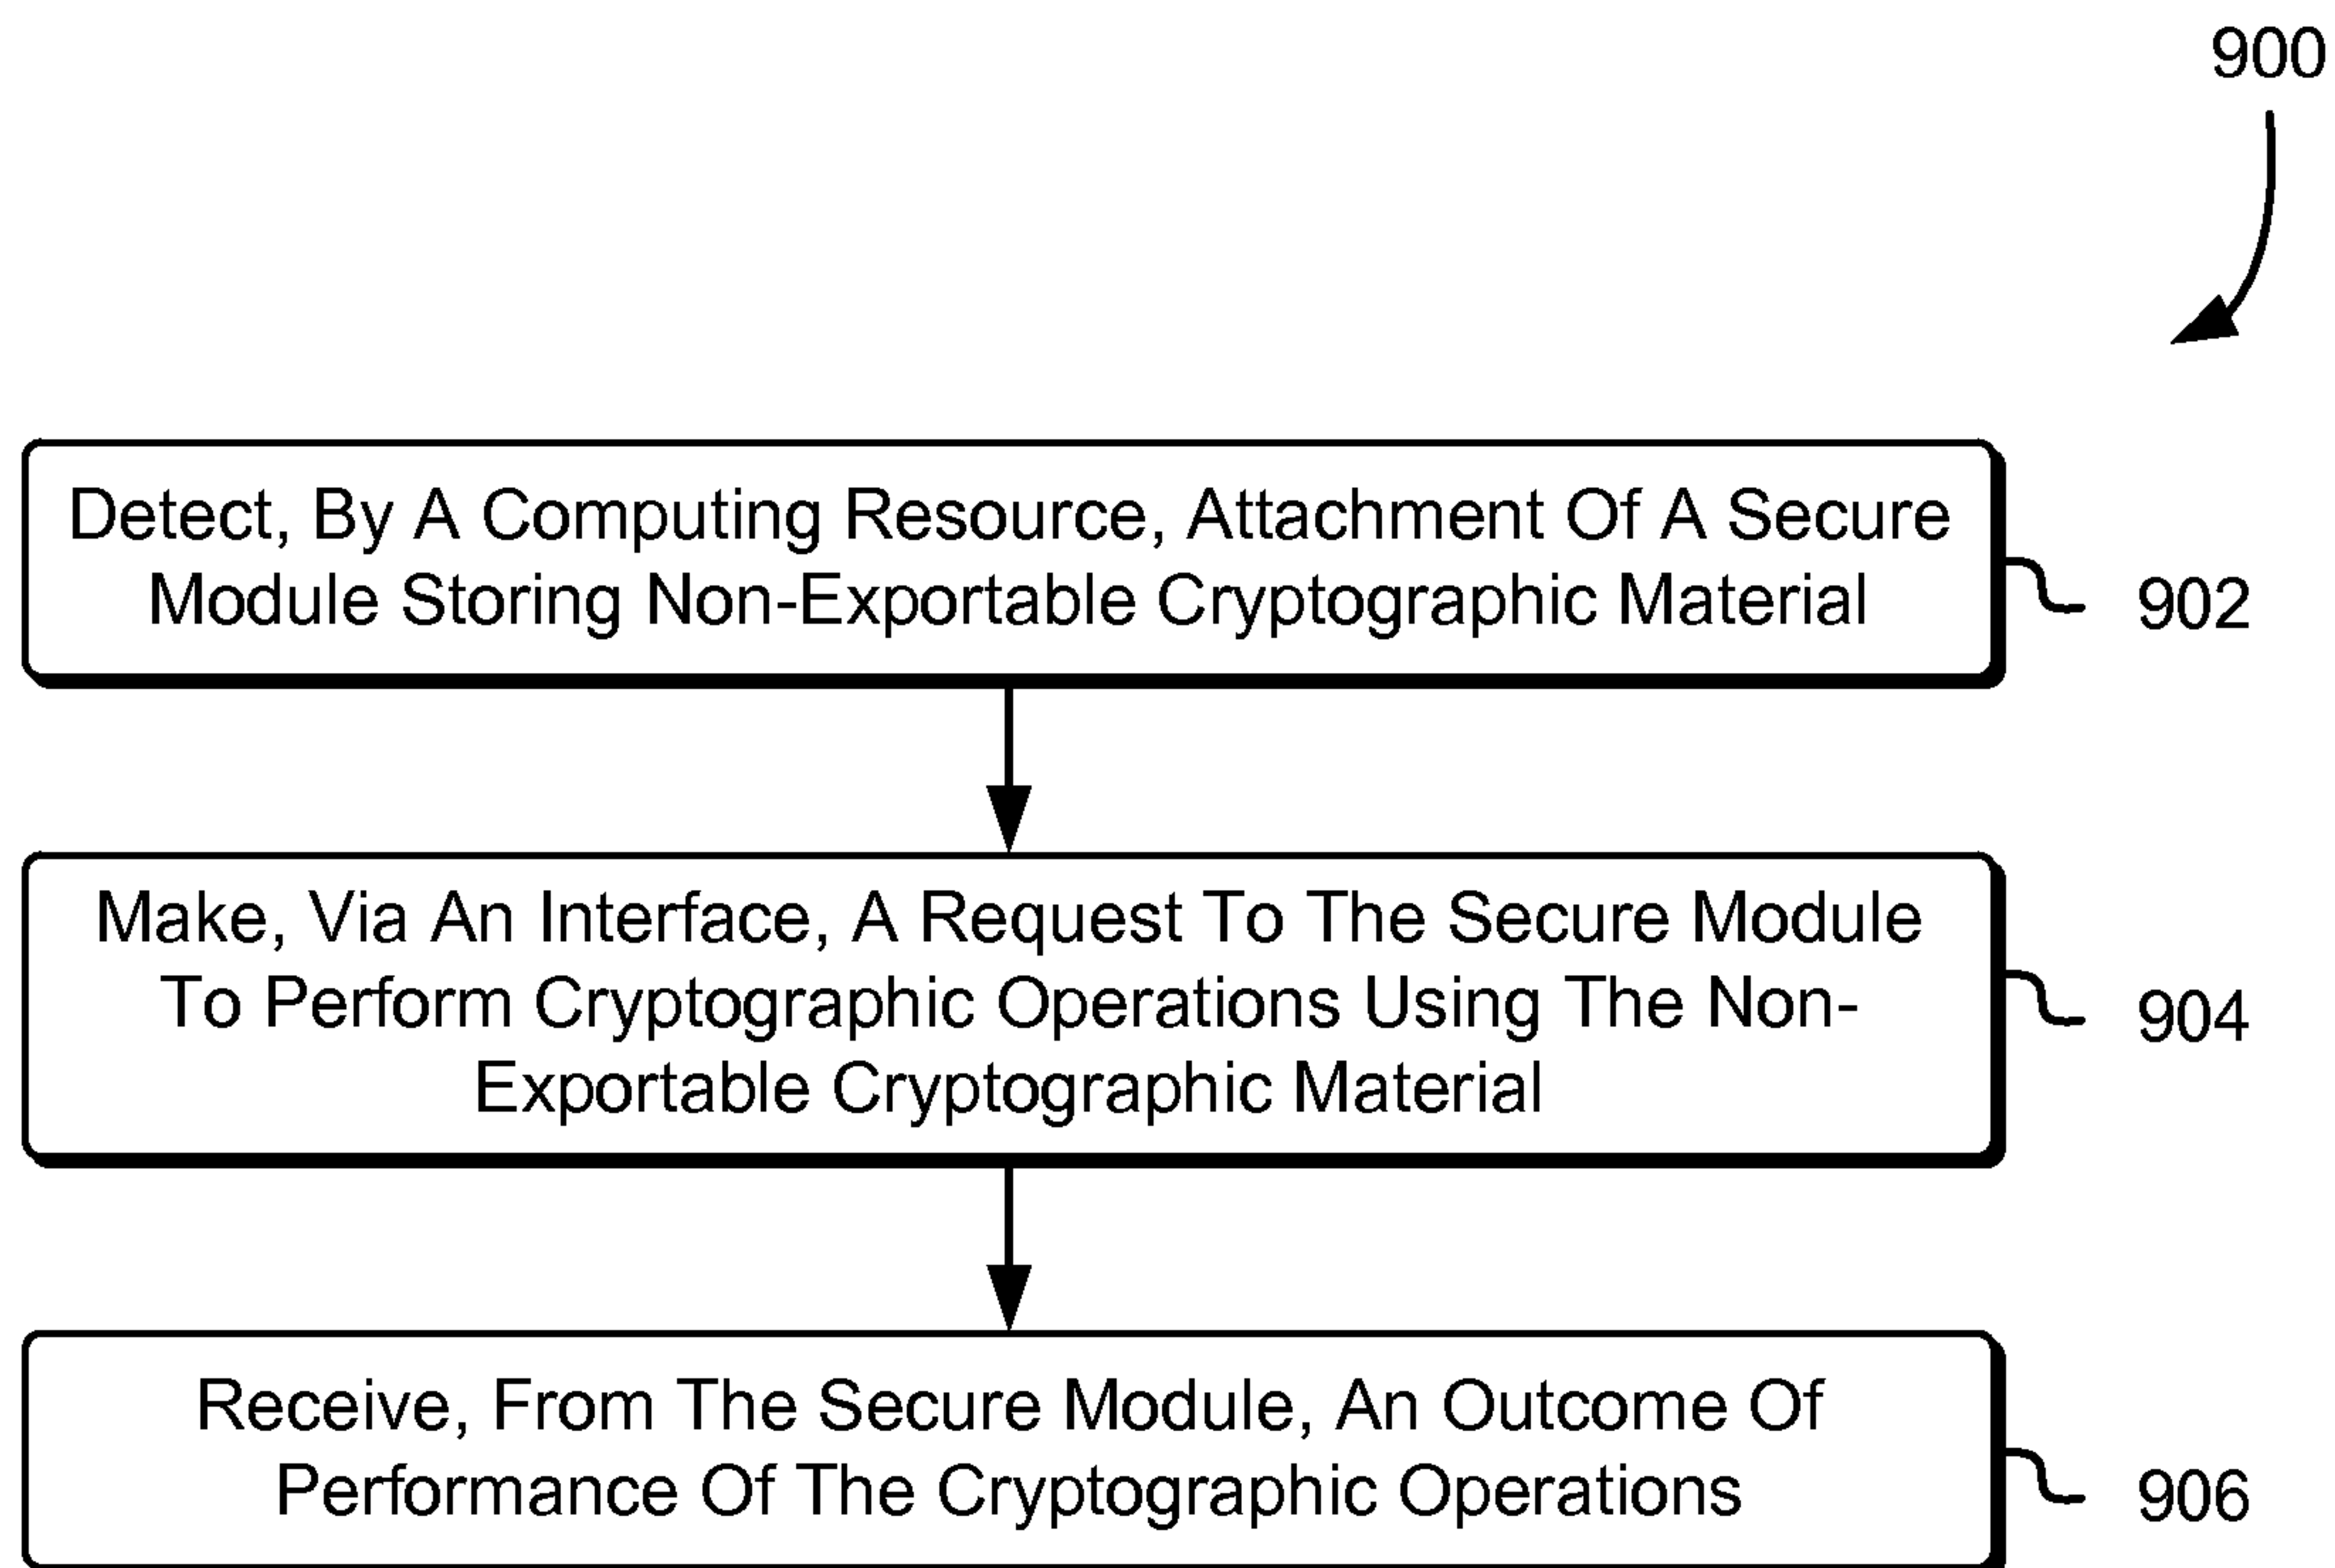 900
Detect, By A Computing Resource, Attachment Of A Secure
Module Storing Non-Exportable Cryptographic Material
902
Make, Via An Interface, A Request To The Secure Module
To Perform Cryptographic Operations Using The Non-
Exportable Cryptographic Material
904
Receive, From The Secure Module, An Outcome Of
Performance Of The Cryptographic Operations
906